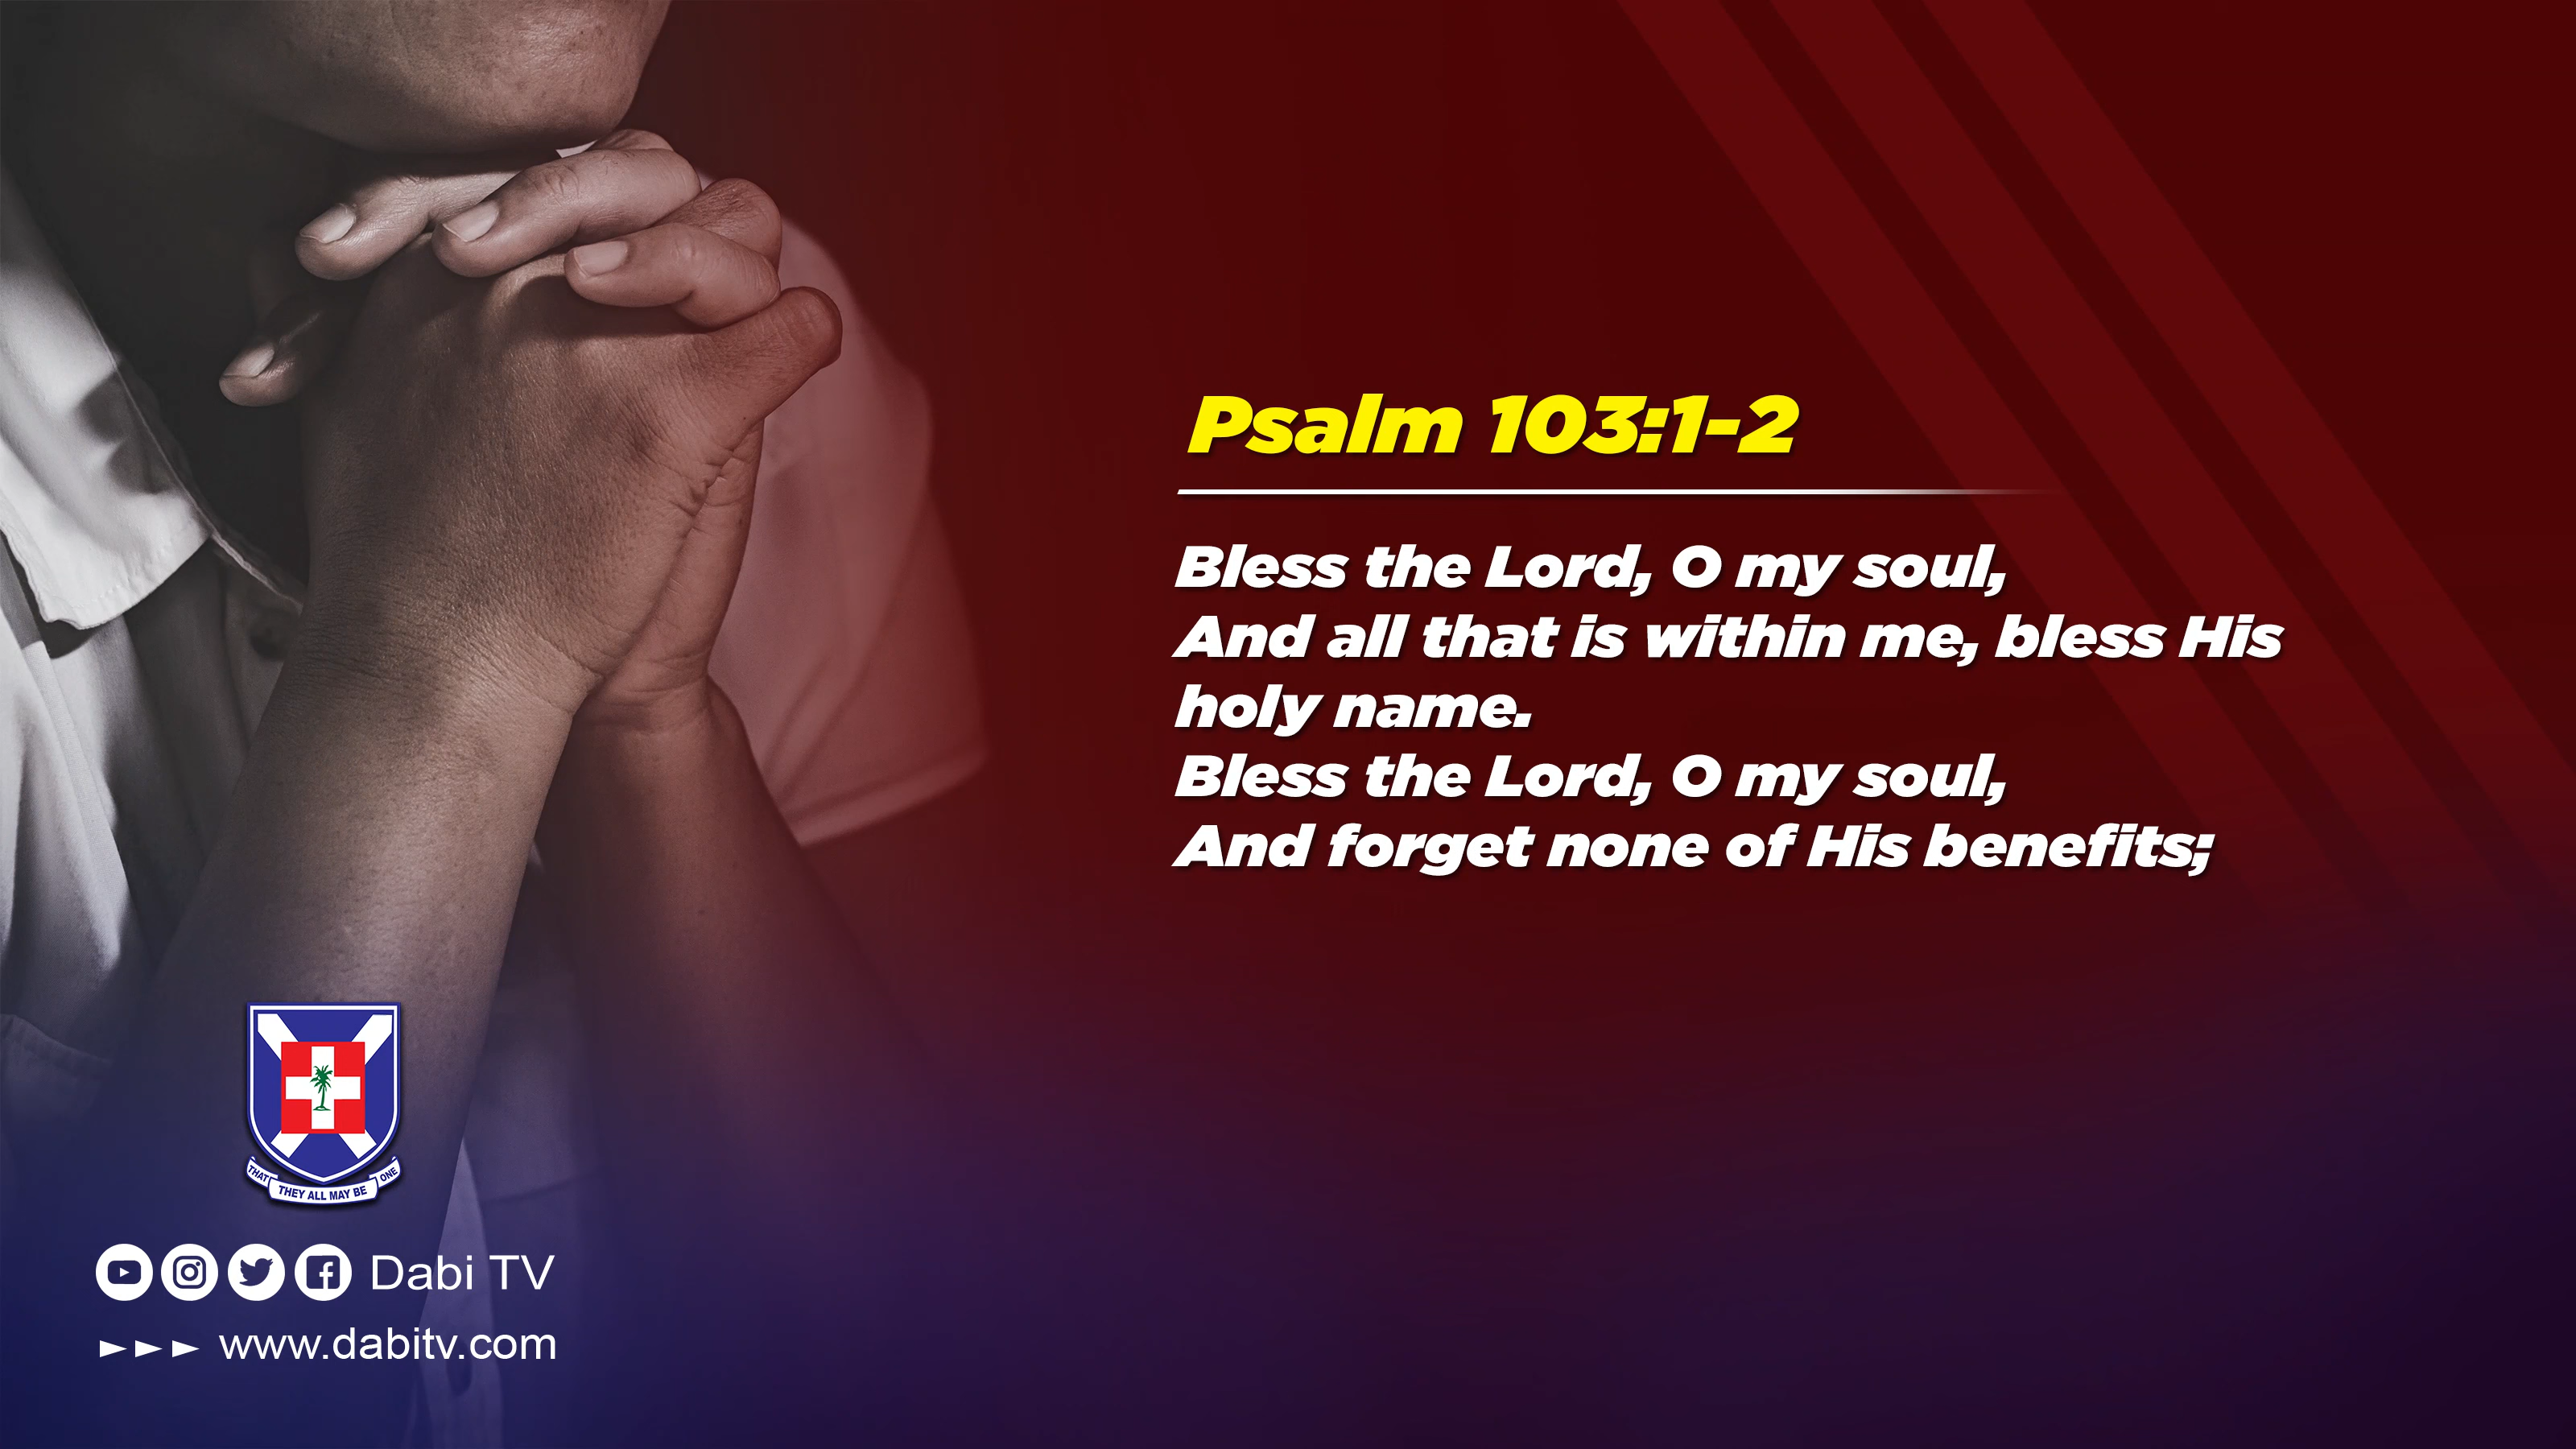 Psalm 103:1-2
Bless the Lord, O my soul,
And all that is within me, bless His
holy name.
Bless the Lord, O my soul,
And forget none of His benefits;
THAT THEY ALL MAY BE ONE
Dabi TV
www.dabitv.com